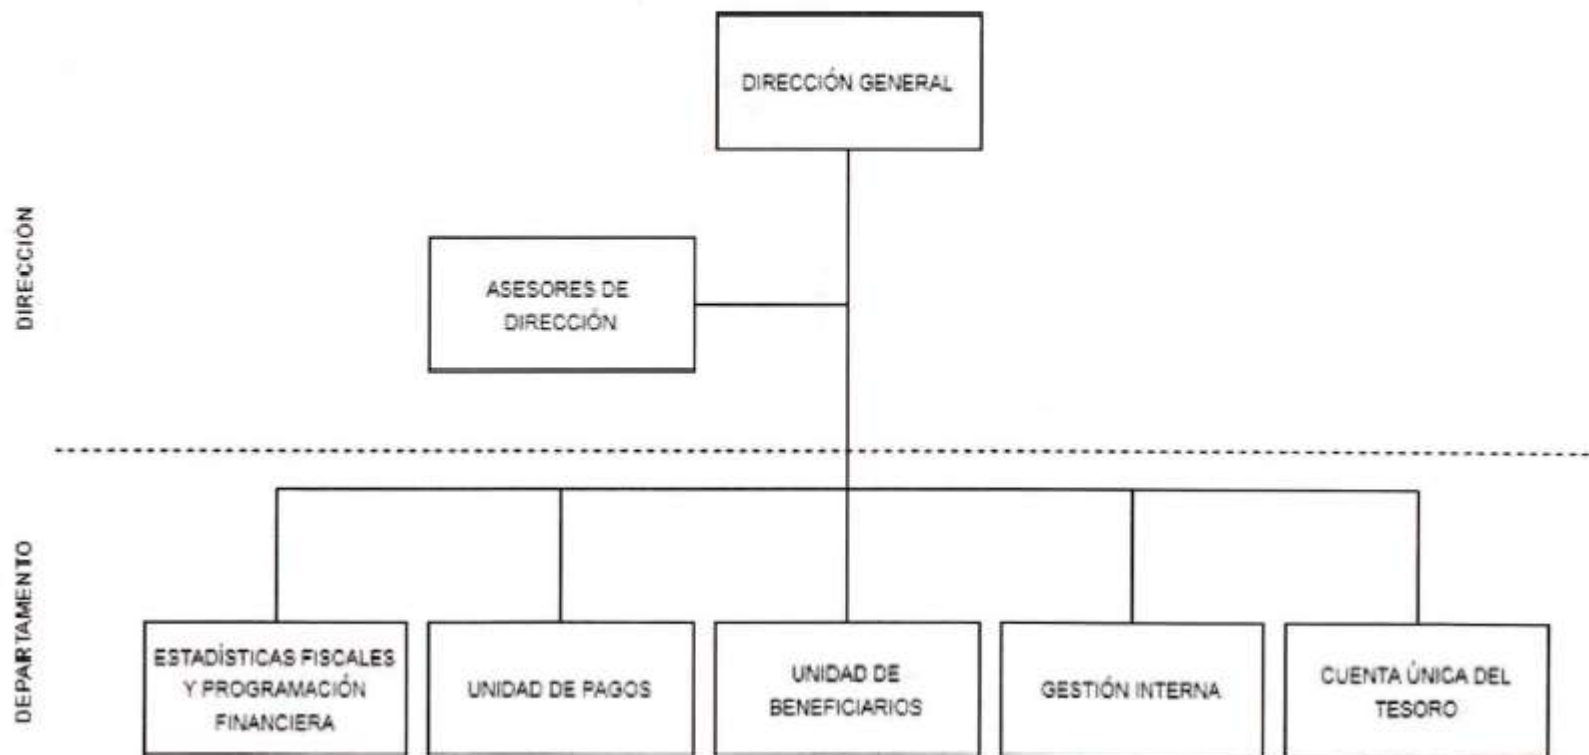 DIRECCIÓN GENERAL
DIRECCIÓN
ASESORES DE
DIRECCIÓN
DEPARTAMENTO
ESTADÍSTICAS FISCALES
Y PROGRAMACIÓN
FINANCIERA
UNIDAD DE PAGOS
UNIDAD DE
BENEFICIARIOS
GESTIÓN INTERNA
CUENTA ÚNICA DEL
TESORO